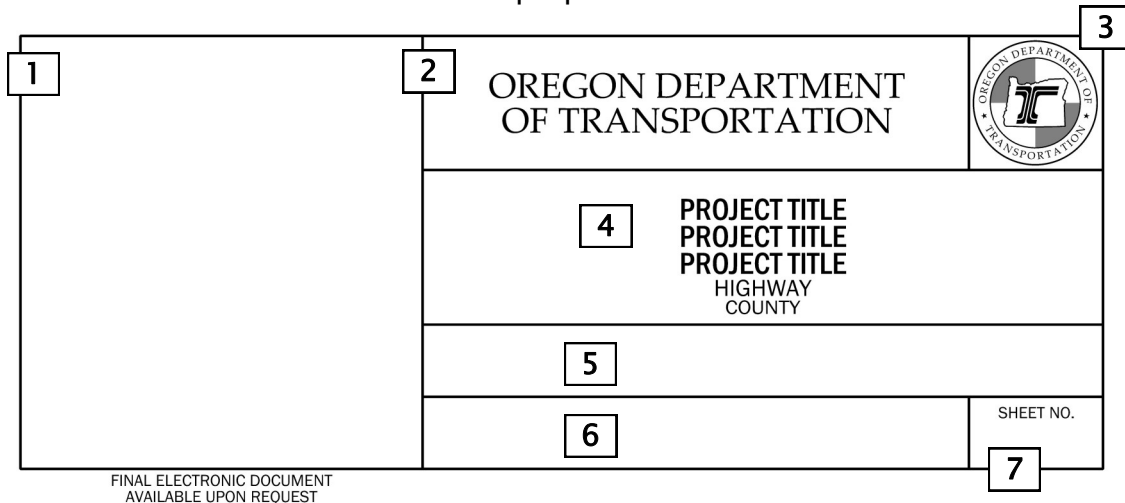 1
2
3
OREGON DEPARTMENT
OF TRANSPORTATION
OREGON DEPARTMENT OF
★ TRANSPORTATION ★
4
PROJECT TITLE
PROJECT TITLE
PROJECT TITLE
HIGHWAY
COUNTY
5
6
SHEET NO.
7
FINAL ELECTRONIC DOCUMENT
AVAILABLE UPON REQUEST